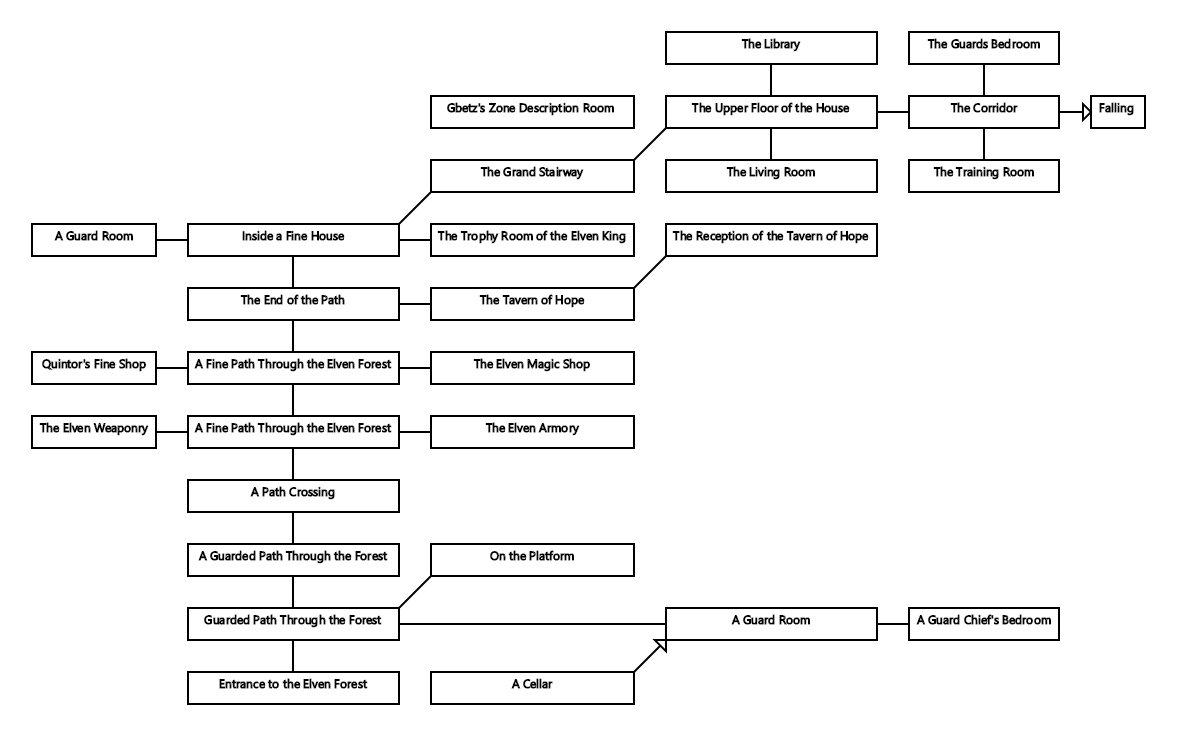 The Library
The Guards Bedroom
Gbetz's Zone Description Room
The Upper Floor of the House
The Corridor
Falling
The Grand Stairway
The Living Room
The Training Room
A Guard Room
Inside a Fine House
The Trophy Room of the Elven King
The Reception of the Tavern of Hope
The End of the Path
The Tavern of Hope
Quintor's Fine Shop
A Fine Path Through the Elven Forest
The Elven Magic Shop
The Elven Weaponry
A Fine Path Through the Elven Forest
The Elven Armory
A Path Crossing
A Guarded Path Through the Forest
On the Platform
Guarded Path Through the Forest
A Guard Room
A Guard Chief's Bedroom
Entrance to the Elven Forest
A Cellar